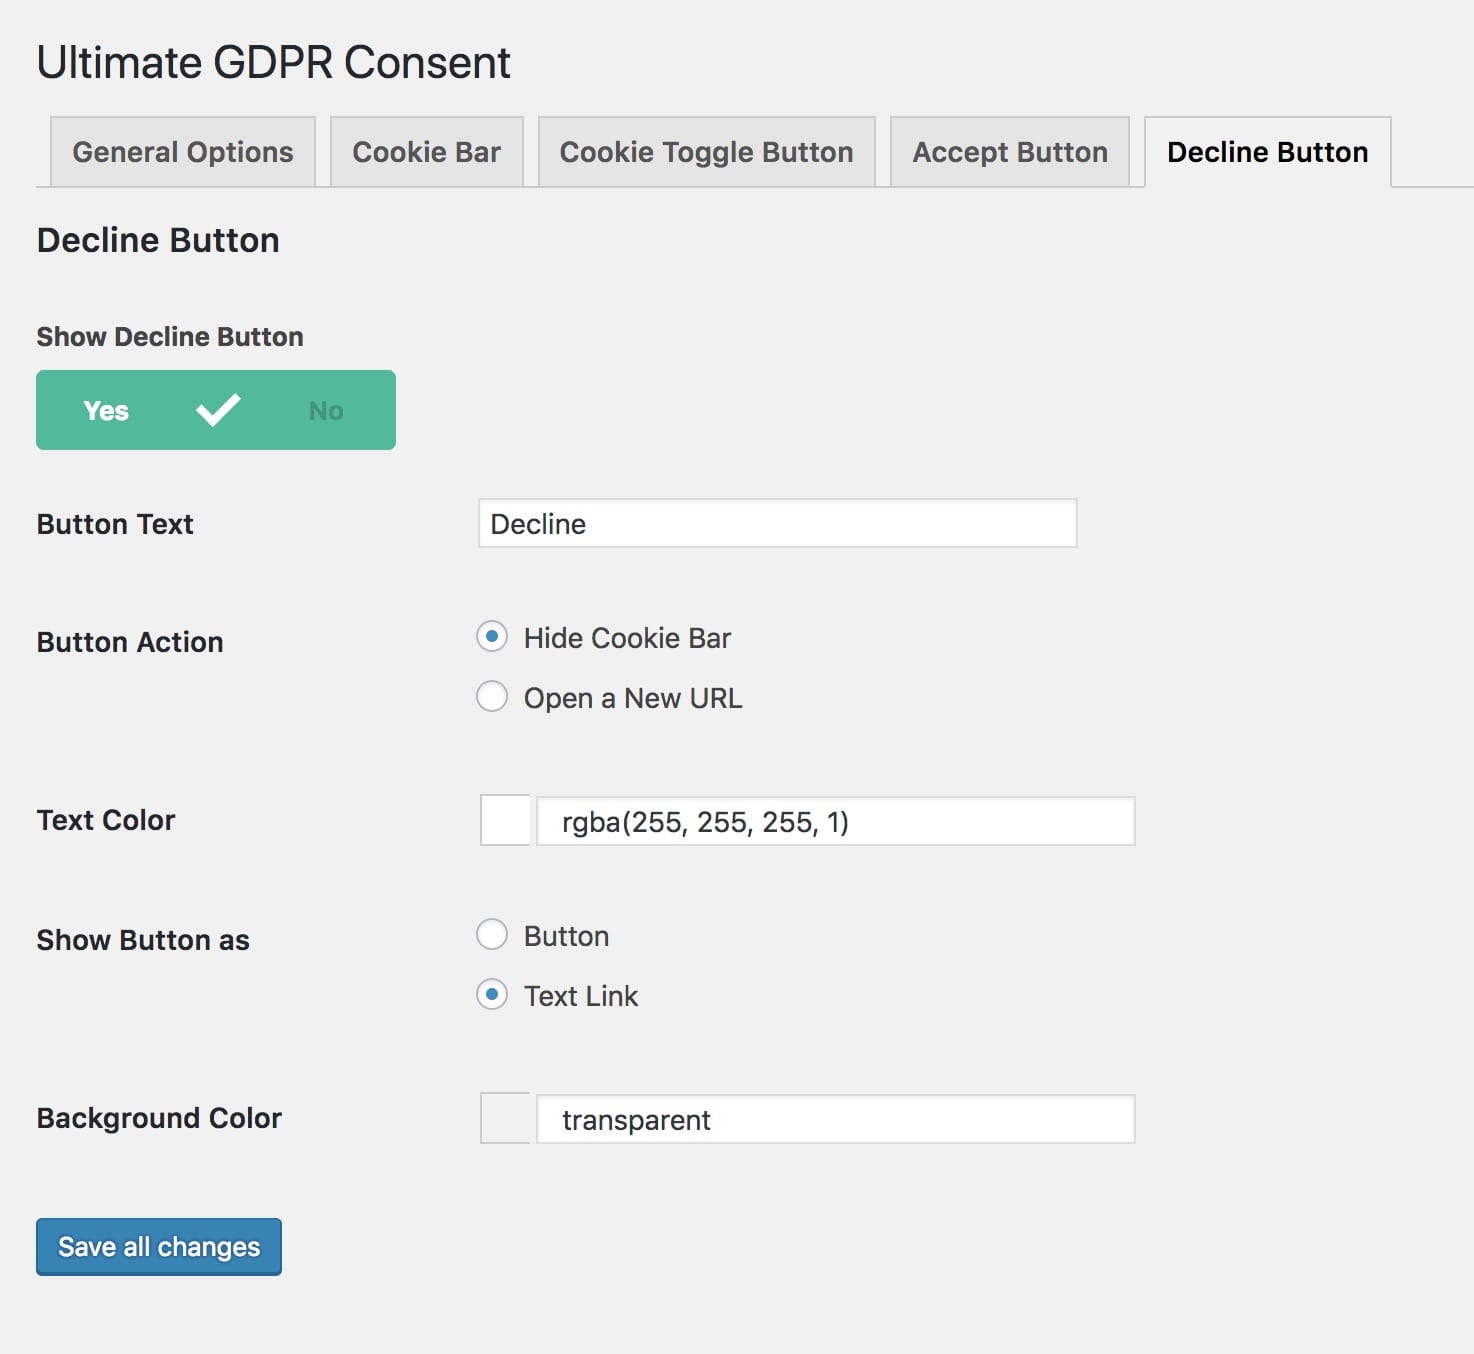 Ultimate GDPR Consent
General Options Cookie Bar Cookie Toggle Button Accept Button Decline Button
Decline Button
Show Decline Button
Yes No
Button Text Decline
Button Action Hide Cookie Bar
Open a New URL
Text Color rgba(255, 255, 255, 1)
Show Button as Button
Text Link
Background Color transparent
Save all changes